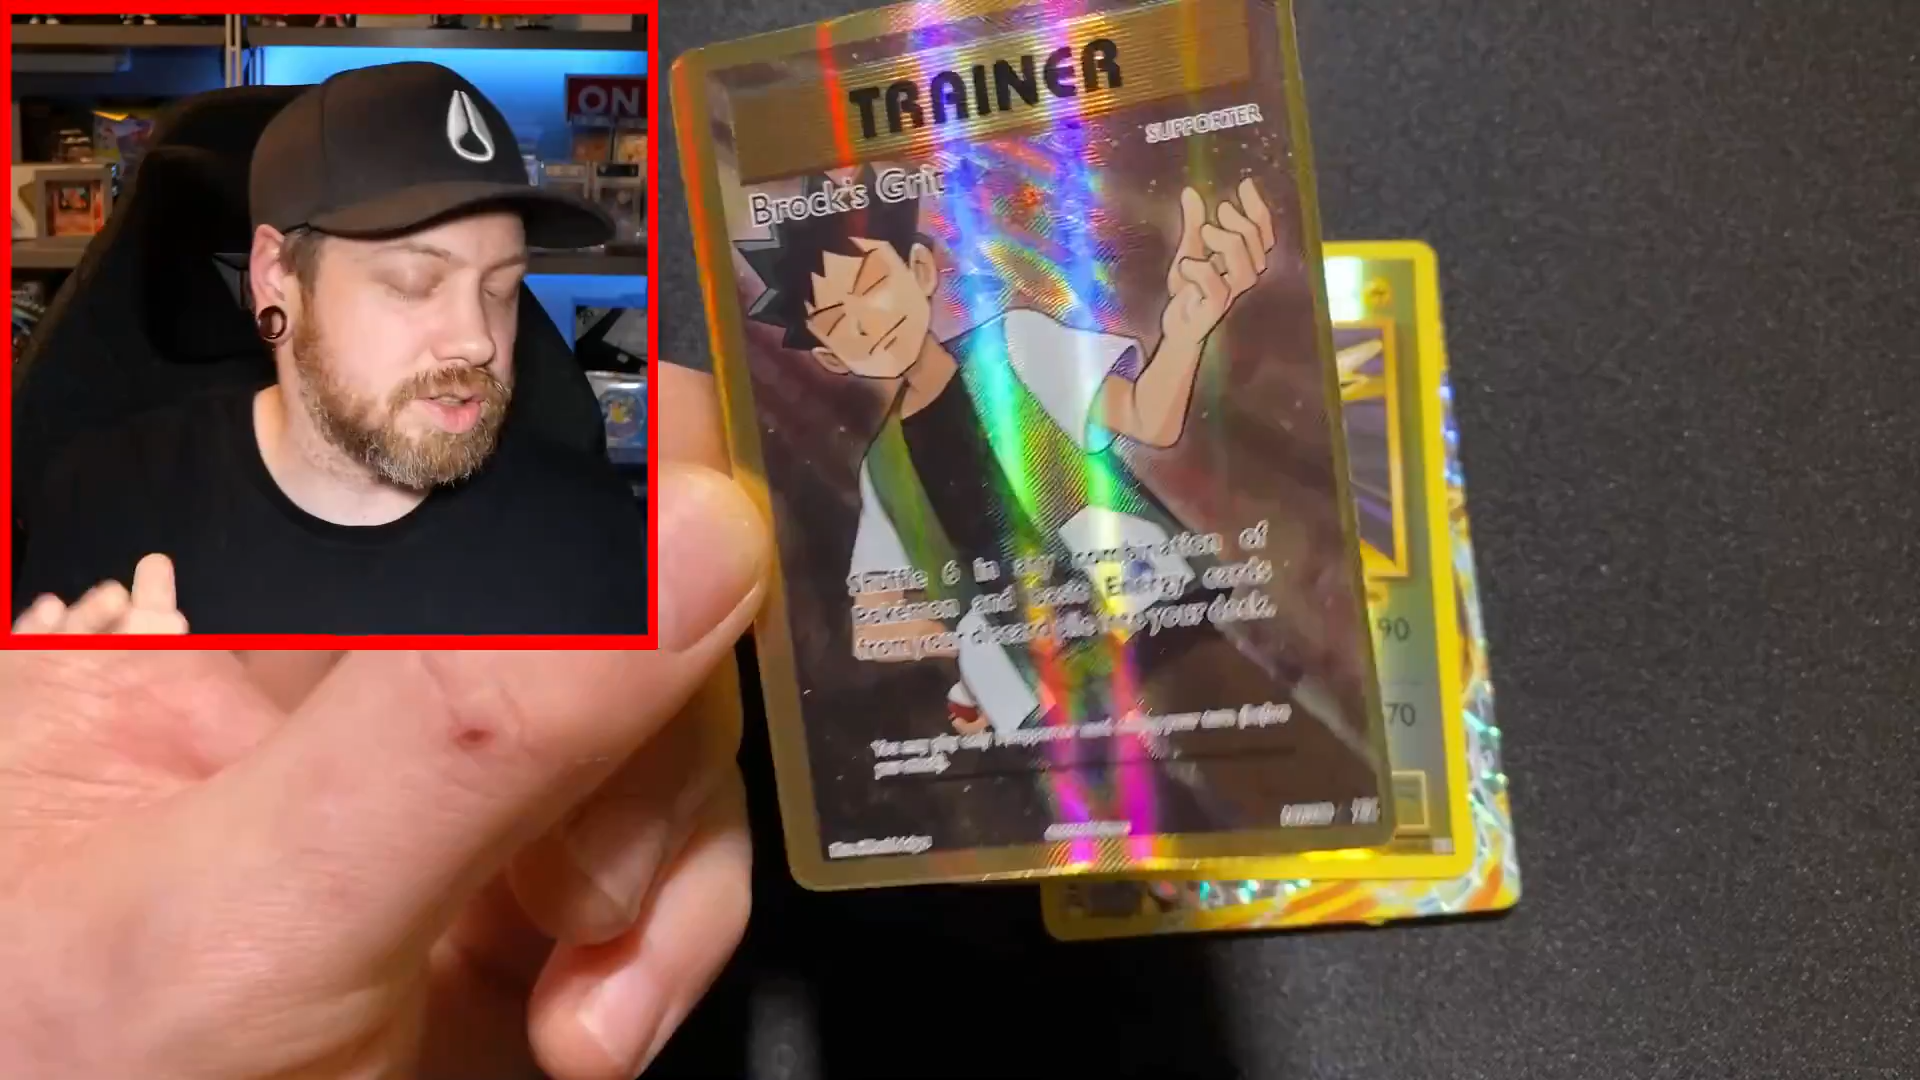 ON
TRAINER
SUPPORTER
Brock's Grit
Shuffle 6 in any combination of
Pokémon and basic Energy cards
from your discard pile into your deck.
90
70